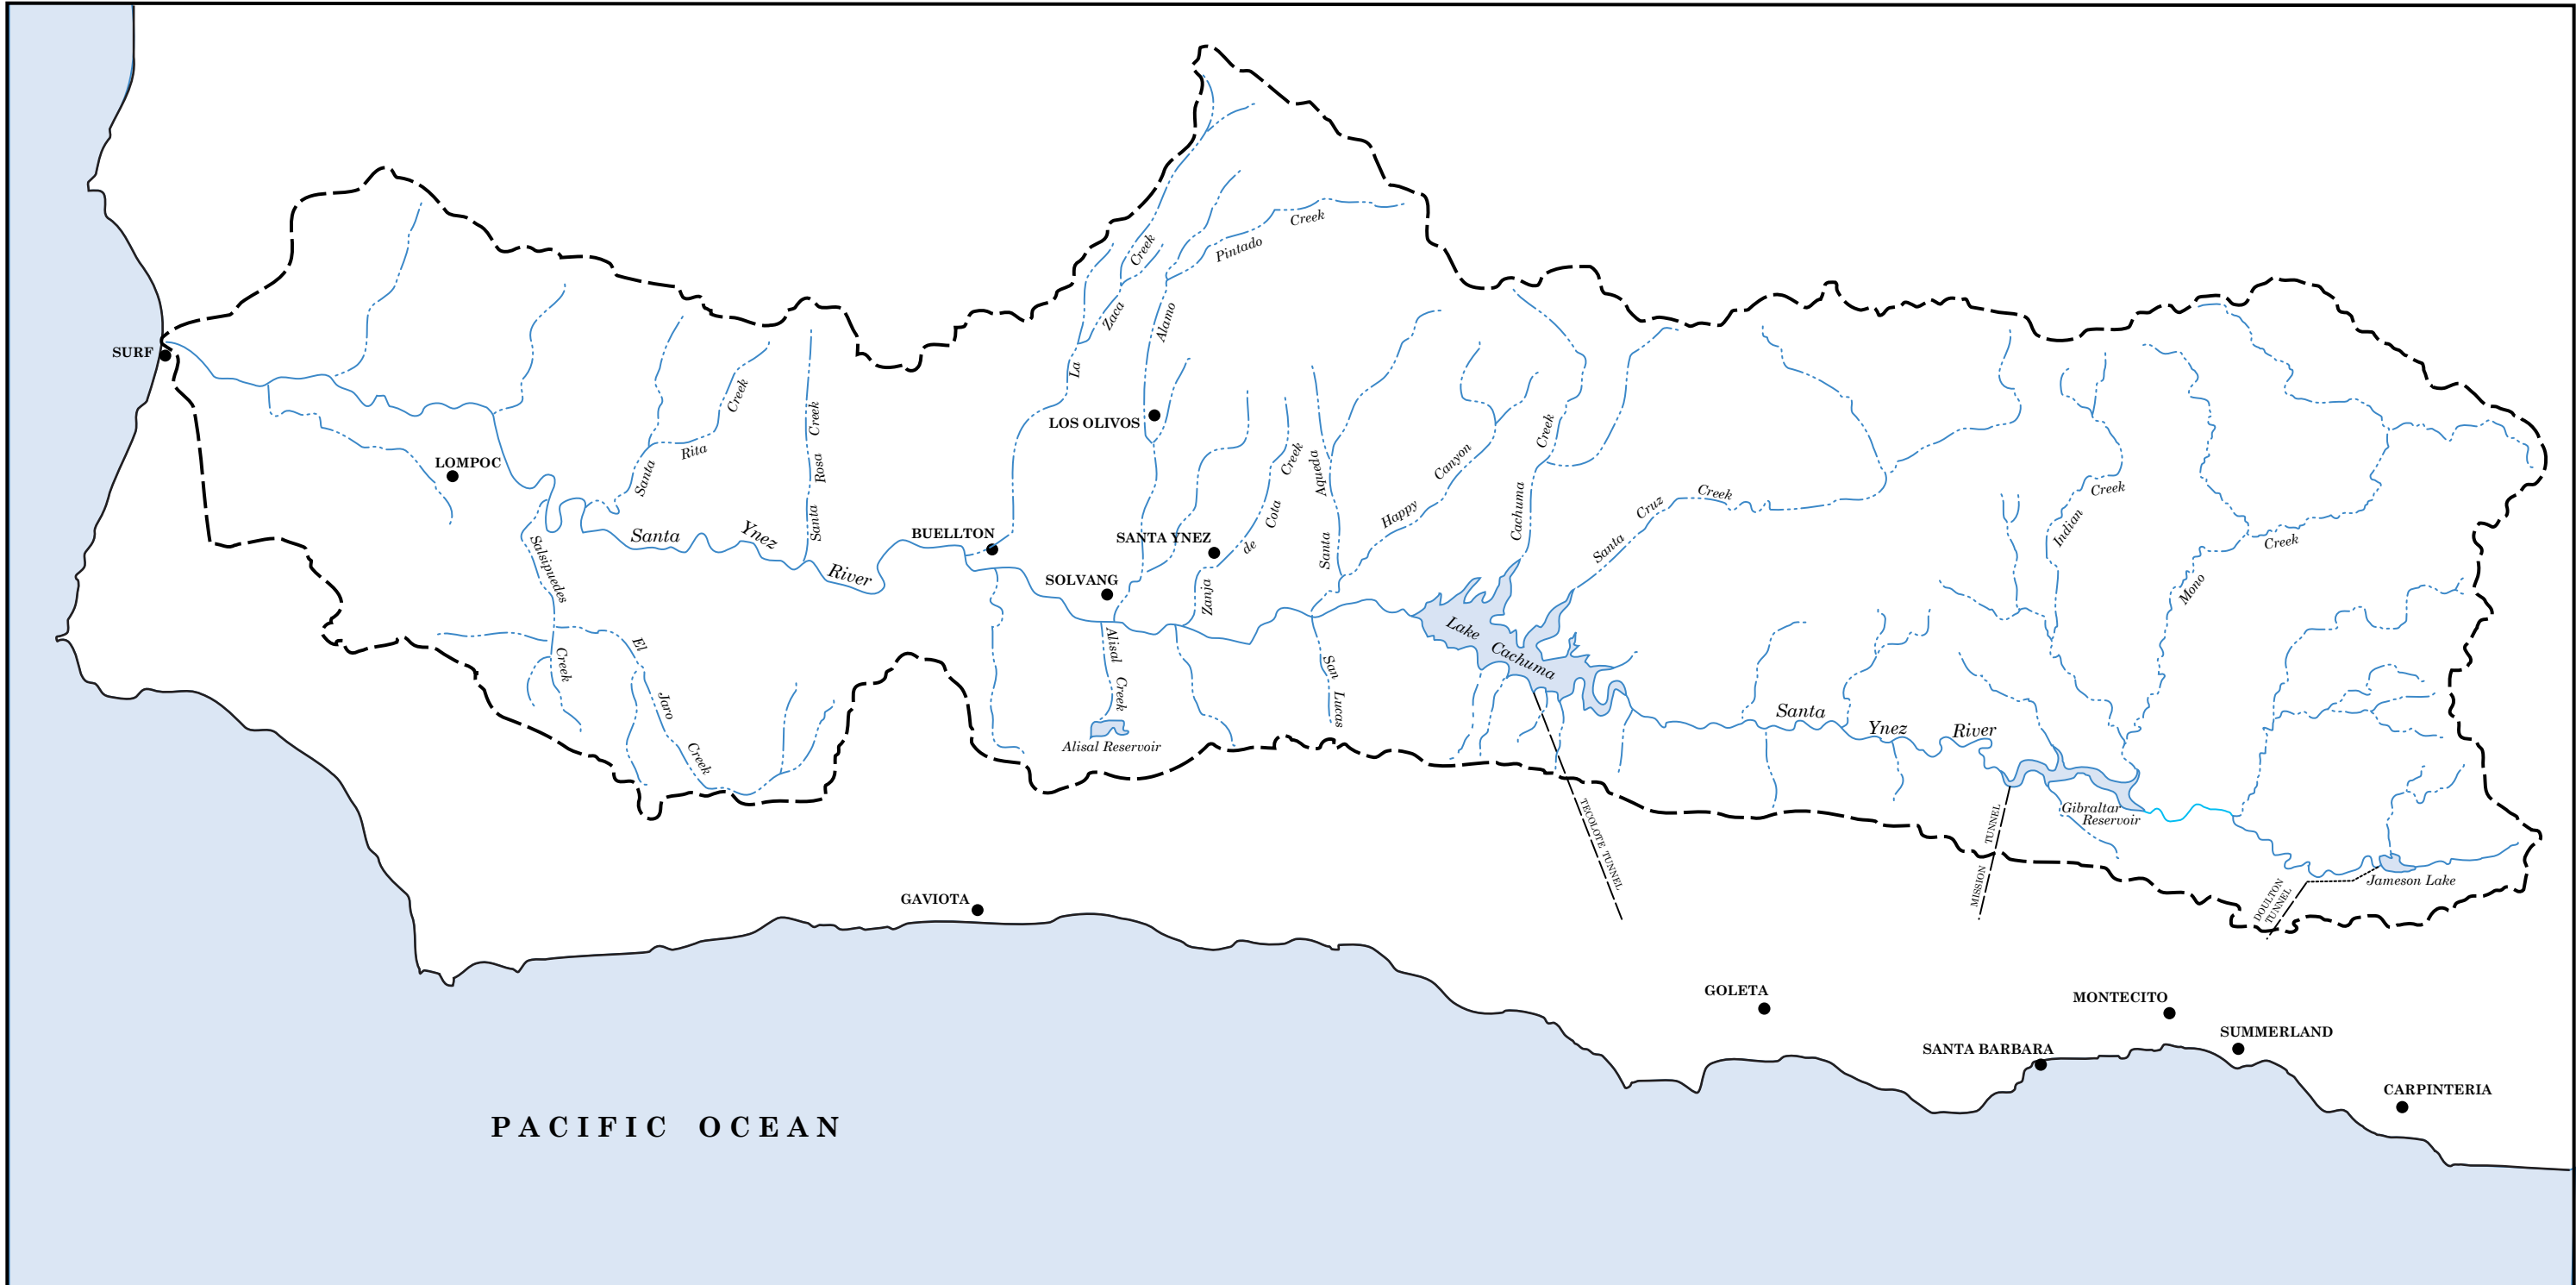 Creek
Pintado
Creek
Zaca
La
Alamo
SURF
LOS OLIVOS
LOMPOC
Santa
Rita
Creek
Santa
Rosa
Creek
Zanja
de
Cota
Creek
Santa
Aqueda
Happy
Canyon
Cachuma
Creek
Santa
Cruz
Creek
Indian
Creek
Mono
Creek
Santa
Ynez
River
BUELLTON
SANTA YNEZ
SOLVANG
Salsipuedes
Creek
El
Jaro
Creek
Alisal
Creek
Alisal Reservoir
San
Lucas
Lake
Cachuma
Santa
Ynez
River
Gibraltar
Reservoir
Jameson Lake
TECOLOTE TUNNEL
MISSION TUNNEL
DOULTON
TUNNEL
GAVIOTA
GOLETA
MONTECITO
SUMMERLAND
SANTA BARBARA
CARPINTERIA
PACIFIC OCEAN